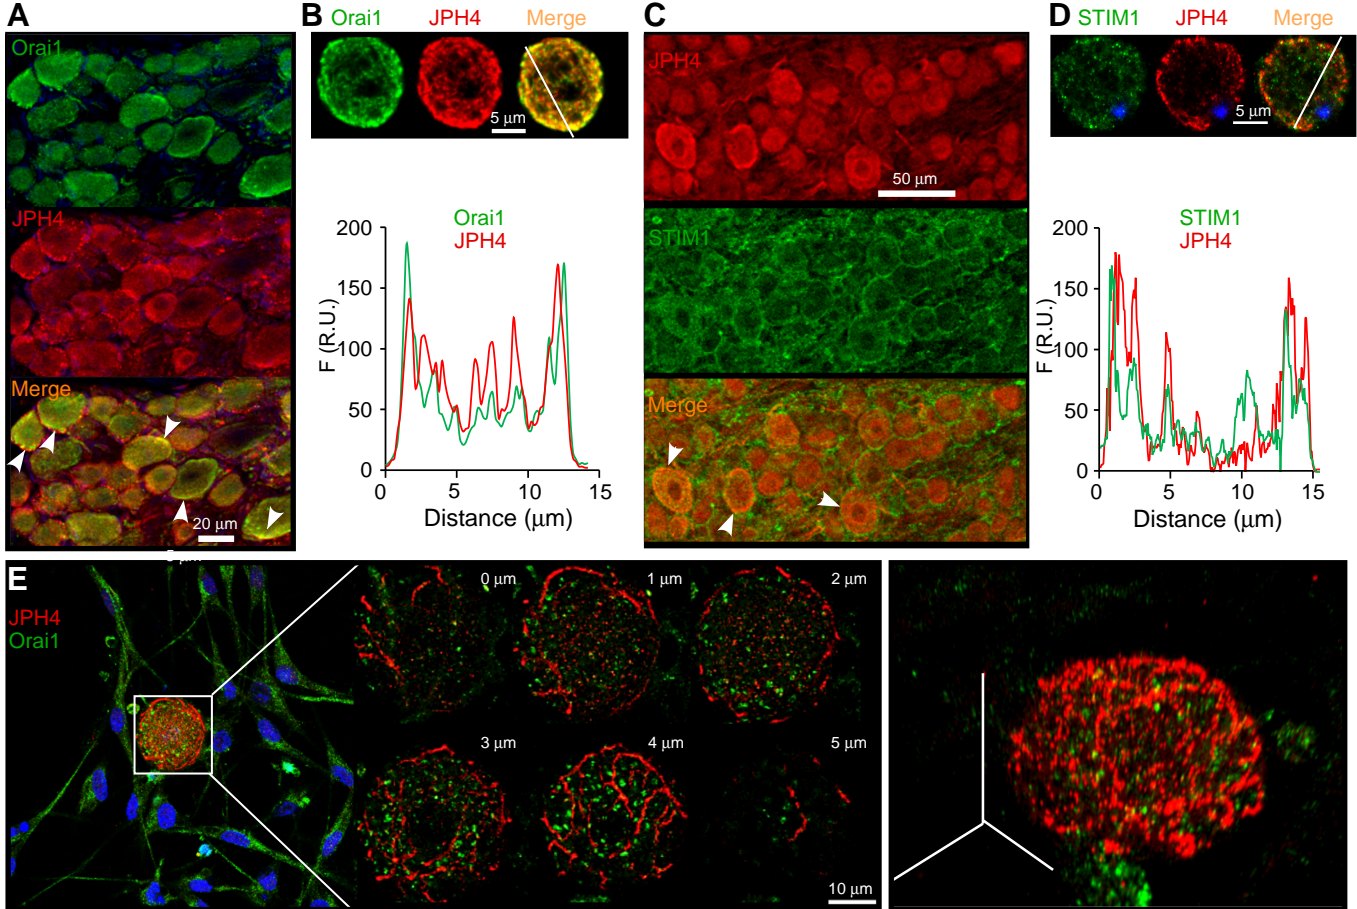 A
Orai1
JPH4
Merge
20 μm
B
Orai1 JPH4 Merge
5 μm
Orai1
JPH4
200
150
100
50
0
F (R.U.)
0 5 10 15
Distance (μm)
C
JPH4
50 μm
STIM1
Merge
D
STIM1 JPH4 Merge
5 μm
STIM1
JPH4
200
150
100
50
0
F (R.U.)
0 5 10 15
Distance (μm)
E
JPH4
Orai1
0 μm 1 μm 2 μm
3 μm 4 μm 5 μm
10 μm